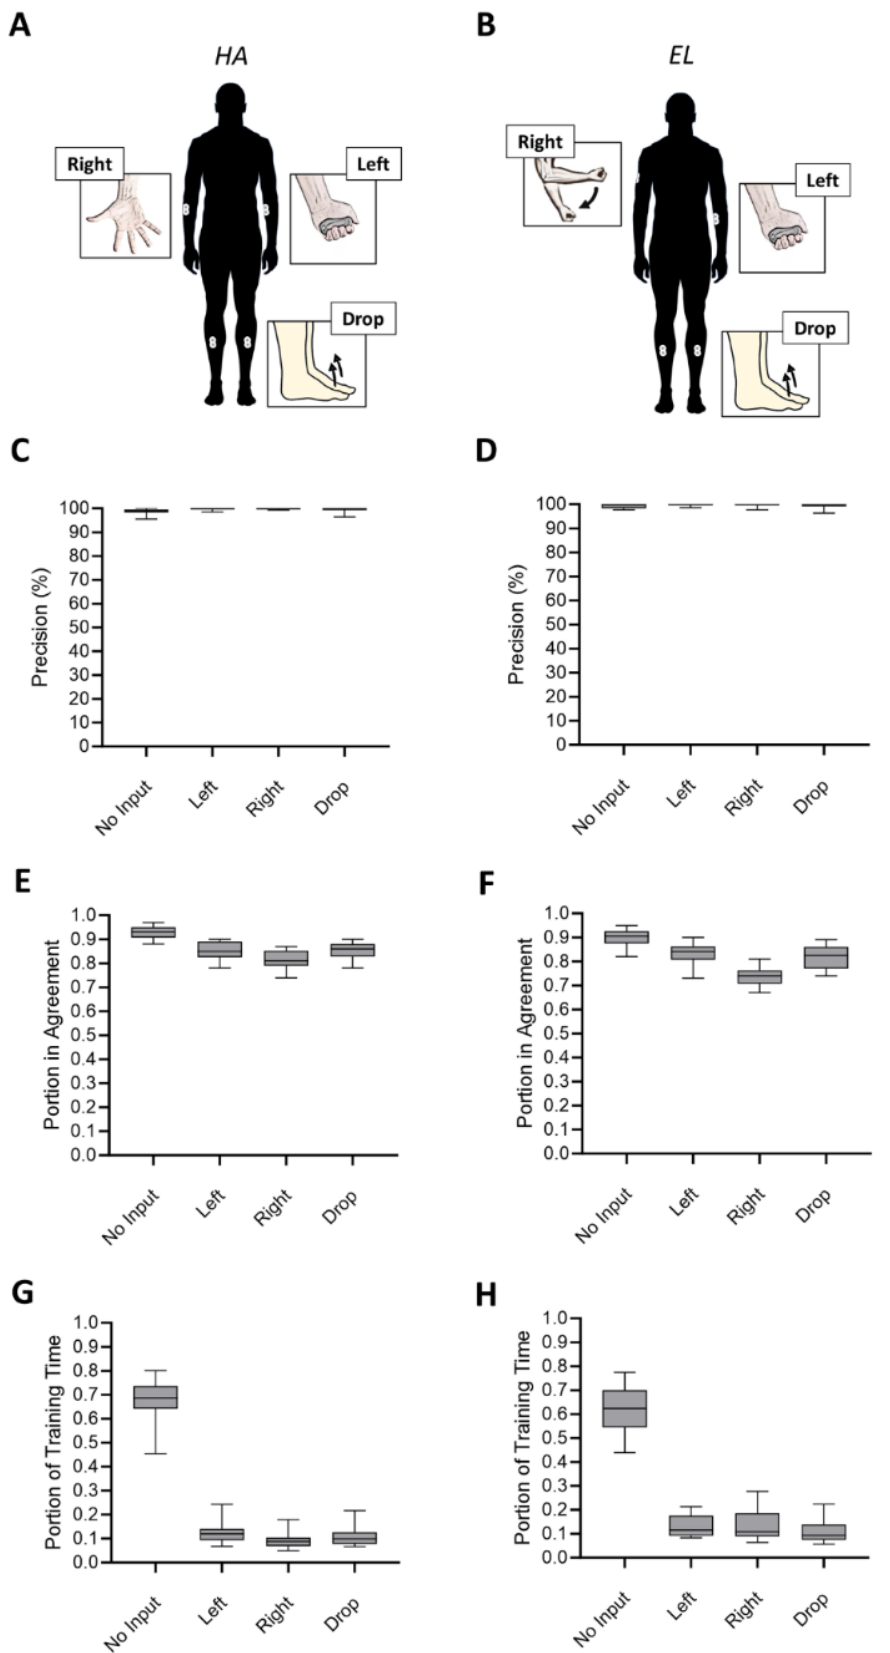 A
B
HA
EL
Right
Left
Drop
Right
Left
Drop
C
D
Precision (%)
100
90
80
70
60
50
40
30
20
10
0
No Input
Left
Right
Drop
Precision (%)
100
90
80
70
60
50
40
30
20
10
0
No Input
Left
Right
Drop
E
F
Portion in Agreement
1.0
0.9
0.8
0.7
0.6
0.5
0.4
0.3
0.2
0.1
0.0
No Input
Left
Right
Drop
Portion in Agreement
1.0
0.9
0.8
0.7
0.6
0.5
0.4
0.3
0.2
0.1
0.0
No Input
Left
Right
Drop
G
H
Portion of Training Time
1.0
0.9
0.8
0.7
0.6
0.5
0.4
0.3
0.2
0.1
0.0
No Input
Left
Right
Drop
Portion of Training Time
1.0
0.9
0.8
0.7
0.6
0.5
0.4
0.3
0.2
0.1
0.0
No Input
Left
Right
Drop